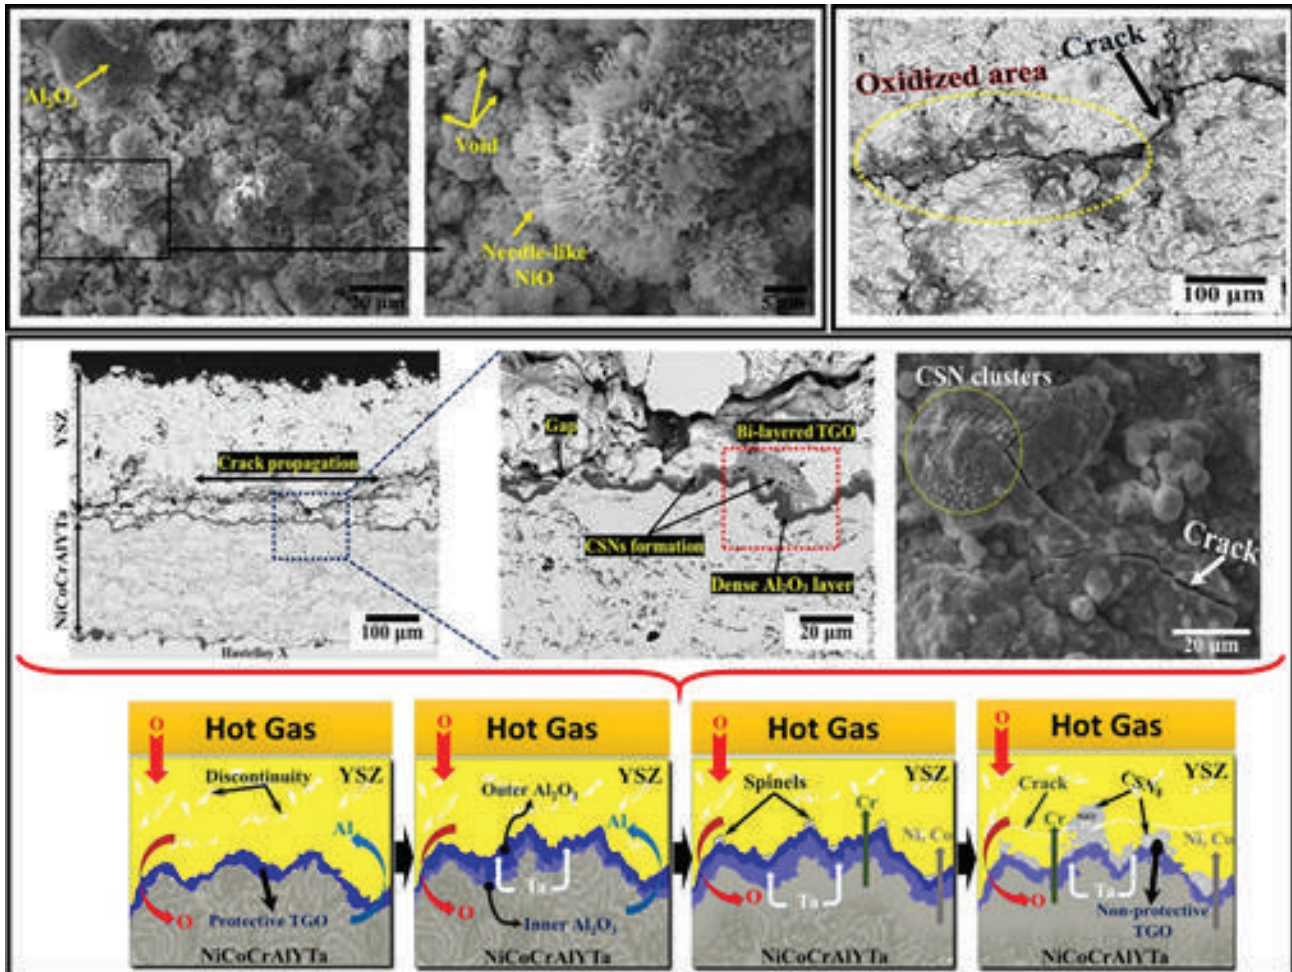 Al₂O₃
20 µm
Void
Needle-like
NiO
5 µm
Crack
Oxidized area
100 µm
YSZ
NiCoCrAlYTa
Crack propagation
100 µm
Hastelloy X
Gap
Bi-layered TGO
CSNs formation
Dense Al₂O₃ layer
20 µm
CSN clusters
Crack
20 µm
O
Hot Gas
Discontinuity
YSZ
Al
O
Protective TGO
NiCoCrAlYTa
Hot Gas
YSZ
Outer Al₂O₃
Al
Ta
O
Inner Al₂O₃
NiCoCrAlYTa
O
Hot Gas
YSZ
Spinels
Cr
Ni, Co
Ta
O
NiCoCrAlYTa
O
Hot Gas
YSZ
Crack
CSNs
Cr
NiO
Ni, Co
Ta
O
Non-protective
TGO
NiCoCrAlYTa